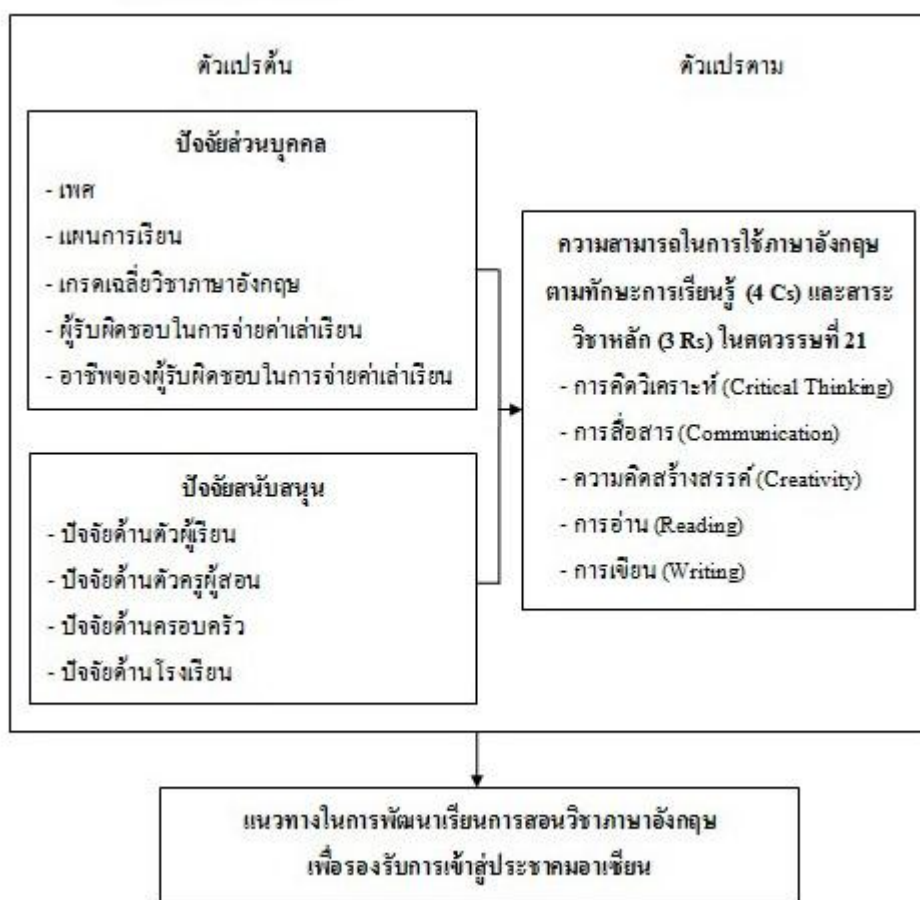 ตัวแปรต้น
ปัจจัยส่วนบุคคล
- เพศ
- แผนการเรียน
- เกรดเฉลี่ยวิชาภาษาอังกฤษ
- ผู้รับผิดชอบในการจ่ายค่าเล่าเรียน
- อาชีพของผู้รับผิดชอบในการจ่ายค่าเล่าเรียน
ปัจจัยสนับสนุน
- ปัจจัยด้านตัวผู้เรียน
- ปัจจัยด้านตัวครูผู้สอน
- ปัจจัยด้านครอบครัว
- ปัจจัยด้านโรงเรียน
ตัวแปรตาม
ความสามารถในการใช้ภาษาอังกฤษ
ตามทักษะการเรียนรู้ (4 Cs) และสาระ
วิชาหลัก (3 Rs) ในศตวรรษที่ 21
- การคิดวิเคราะห์ (Critical Thinking)
- การสื่อสาร (Communication)
- ความคิดสร้างสรรค์ (Creativity)
- การอ่าน (Reading)
- การเขียน (Writing)
แนวทางในการพัฒนาเรียนการสอนวิชาภาษาอังกฤษ
เพื่อรองรับการเข้าสู่ประชาคมอาเซียน